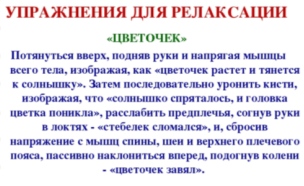 УПРАЖНЕНИЯ ДЛЯ РЕЛАКСАЦИИ
«ЦВЕТОЧЕК»
Потянуться вверх, подняв руки и напрягая мышцы
всего тела, изображая, как «цветочек растет и тянется
к солнышку». Затем последовательно уронить кисти,
изображая, что «солнышко спряталось, и головка
цветка поникла», расслабить предплечья, согнув руки
в локтях - «стебелек сломался», и, сбросив
напряжение с мышц спины, шеи и верхнего плечевого
пояса, пассивно наклониться вперед, подогнув колени
- «цветочек завял».